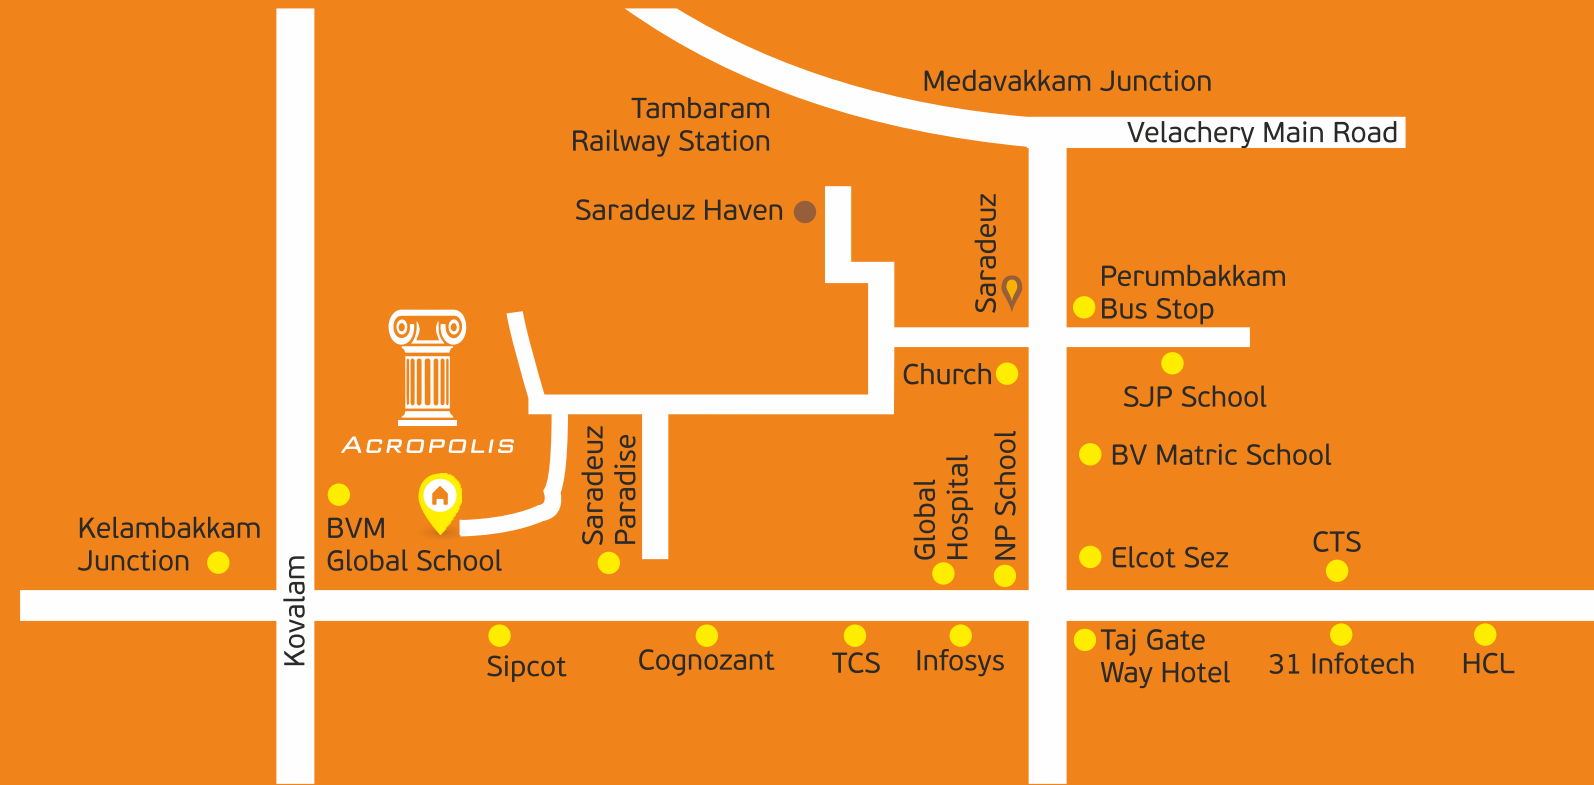 Medavakkam Junction
Velachery Main Road
Tambaram
Railway Station
Saradeuz Haven
Saradeuz
Perumbakkam
Bus Stop
Church
SJP School
ACROPOLIS
BV Matric School
Saradeuz
Paradise
Global
Hospital
NP School
Kelambakkam
Junction
BVM
Global School
Elcot Sez
CTS
Kovalam
Sipcot
Cognozant
TCS
Infosys
Taj Gate
Way Hotel
31 Infotech
HCL